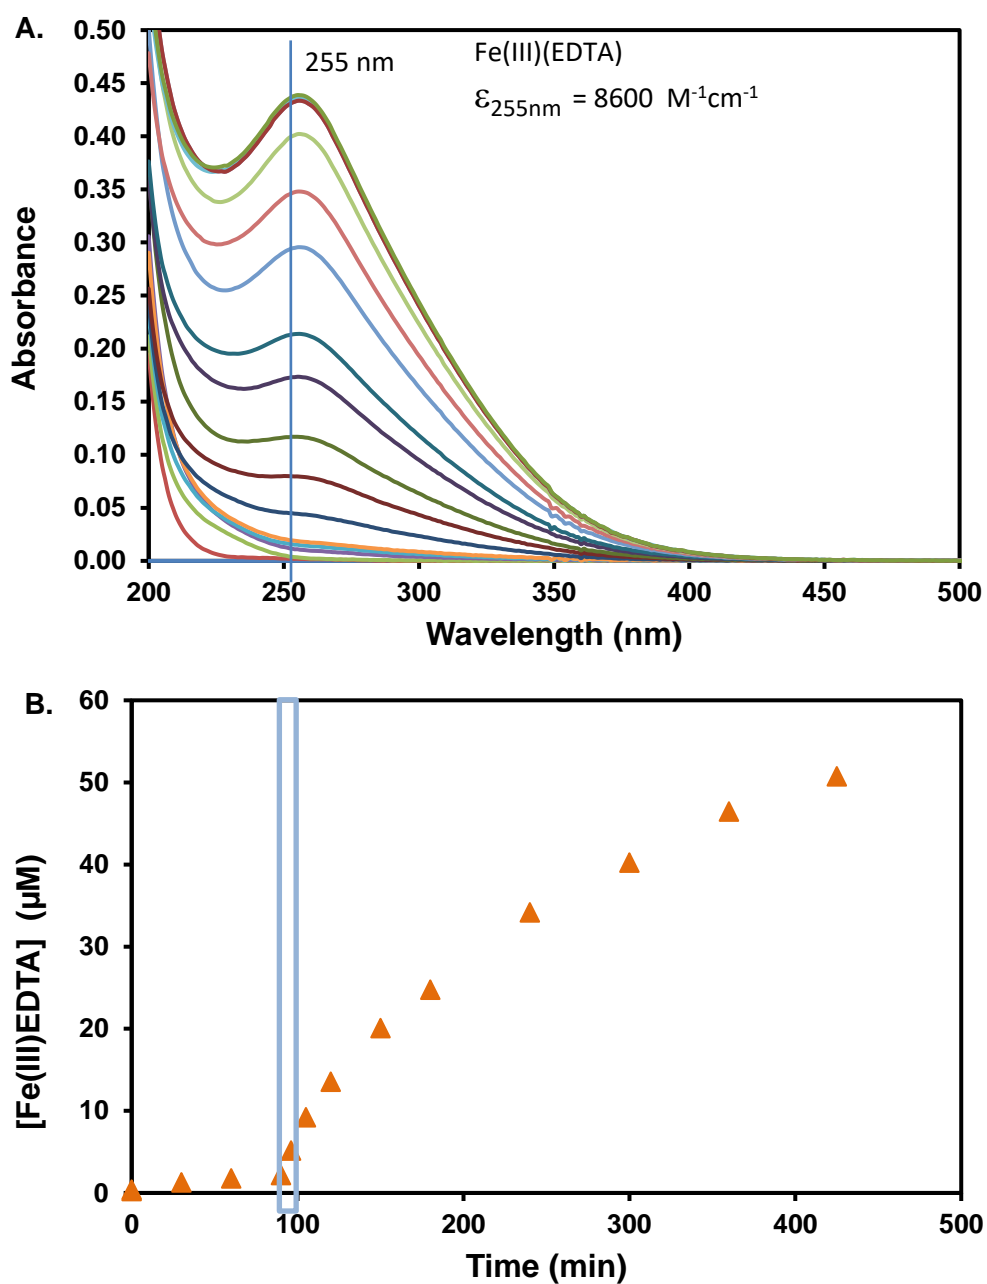 A.
0.50
0.45
0.40
0.35
0.30
0.25
0.20
0.15
0.10
0.05
0.00
Absorbance
255 nm
Fe(III)(EDTA)
ε255nm = 8600 M-1cm-1
200 250 300 350 400 450 500
Wavelength (nm)
B.
60
50
40
30
20
10
0
[Fe(III)EDTA] (µM)
0 100 200 300 400 500
Time (min)